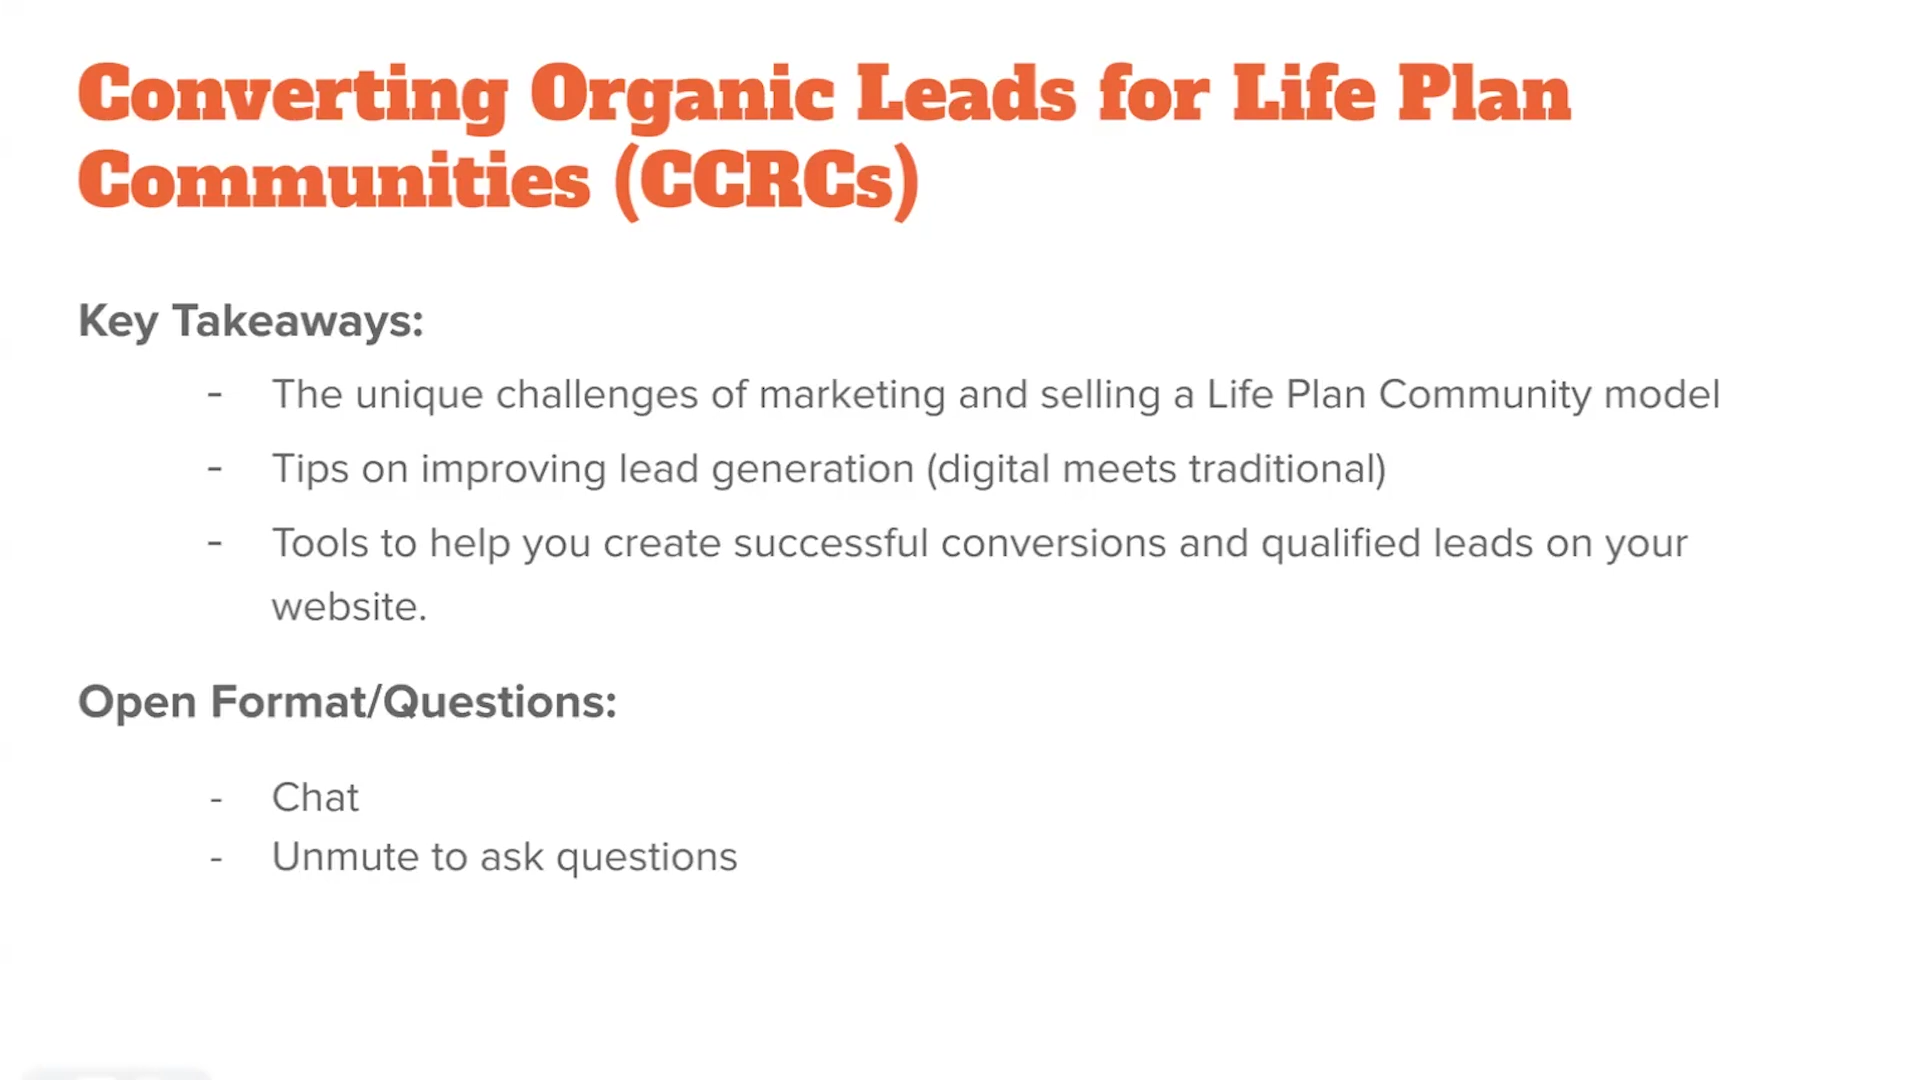 Converting Organic Leads for Life Plan
Communities (CCRCs)
Key Takeaways:
- The unique challenges of marketing and selling a Life Plan Community model
- Tips on improving lead generation (digital meets traditional)
- Tools to help you create successful conversions and qualified leads on your
website.
Open Format/Questions:
- Chat
- Unmute to ask questions